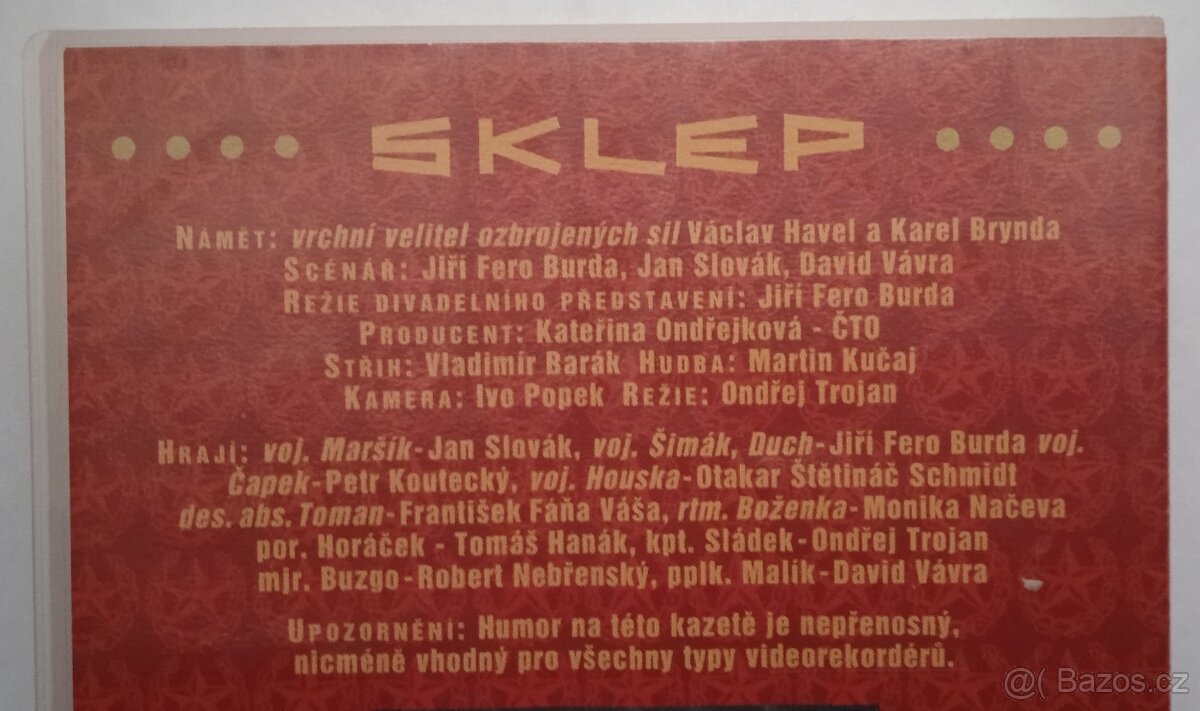 SKLEP
NÁMĚT: vrchní velitel ozbrojených sil Václav Havel a Karel Brynda
SCÉNÁŘ: Jiří Fero Burda, Jan Slovák, David Vávra
REŽIE DIVADELNÍHO PŘEDSTAVENÍ: Jiří Fero Burda
PRODUCENT: Kateřina Ondřejková - ČTO
STŘIH: Vladimír Barák HUDBA: Martin Kučaj
KAMERA: Ivo Popek REŽIE: Ondřej Trojan
HRAJÍ: voj. Maršík-Jan Slovák, voj. Šimák, Duch-Jiří Fero Burda voj.
Čapek-Petr Koutecký, voj. Houska-Otakar Štětináč Schmidt
des. abs. Toman-František Fáňa Váša, rtm. Boženka-Monika Načeva
por. Horáček - Tomáš Hanák, kpt. Sládek-Ondřej Trojan
mjr. Buzgo-Robert Nebřenský, pplk. Malík-David Vávra
UPOZORNĚNÍ: Humor na této kazetě je nepřenosný,
nicméně vhodný pro všechny typy videorekordérů.
@( Bazos.cz